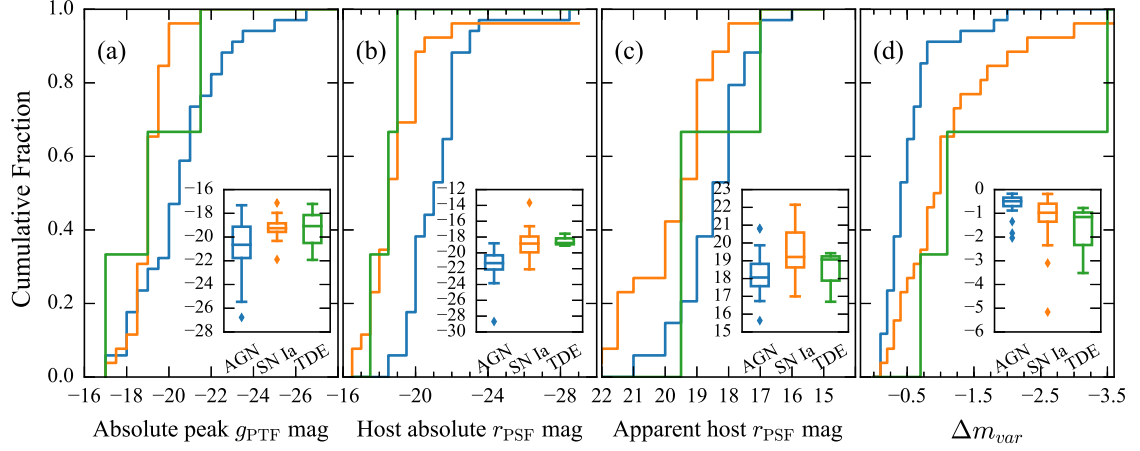 Cumulative Fraction
1.0
0.8
0.6
0.4
0.2
0.0
(a)
−16
−17
−18
−19
−20
−21
−22
−24
−26
−28
AGN
SN Ia
TDE
−16 −18 −20 −22 −24 −26
Absolute peak gPTF mag
(b)
−12
−14
−16
−18
−20
−22
−24
−26
−28
−30
AGN
SN Ia
TDE
−16 −20 −24 −28
Host absolute rPSF mag
(c)
23
22
21
20
19
18
17
16
15
AGN
SN Ia
TDE
22 21 20 19 18 17 16 15
Apparent host rPSF mag
(d)
0
−1
−2
−3
−4
−5
−6
AGN
SN Ia
TDE
−0.5 −1.5 −2.5 −3.5
Δmvar